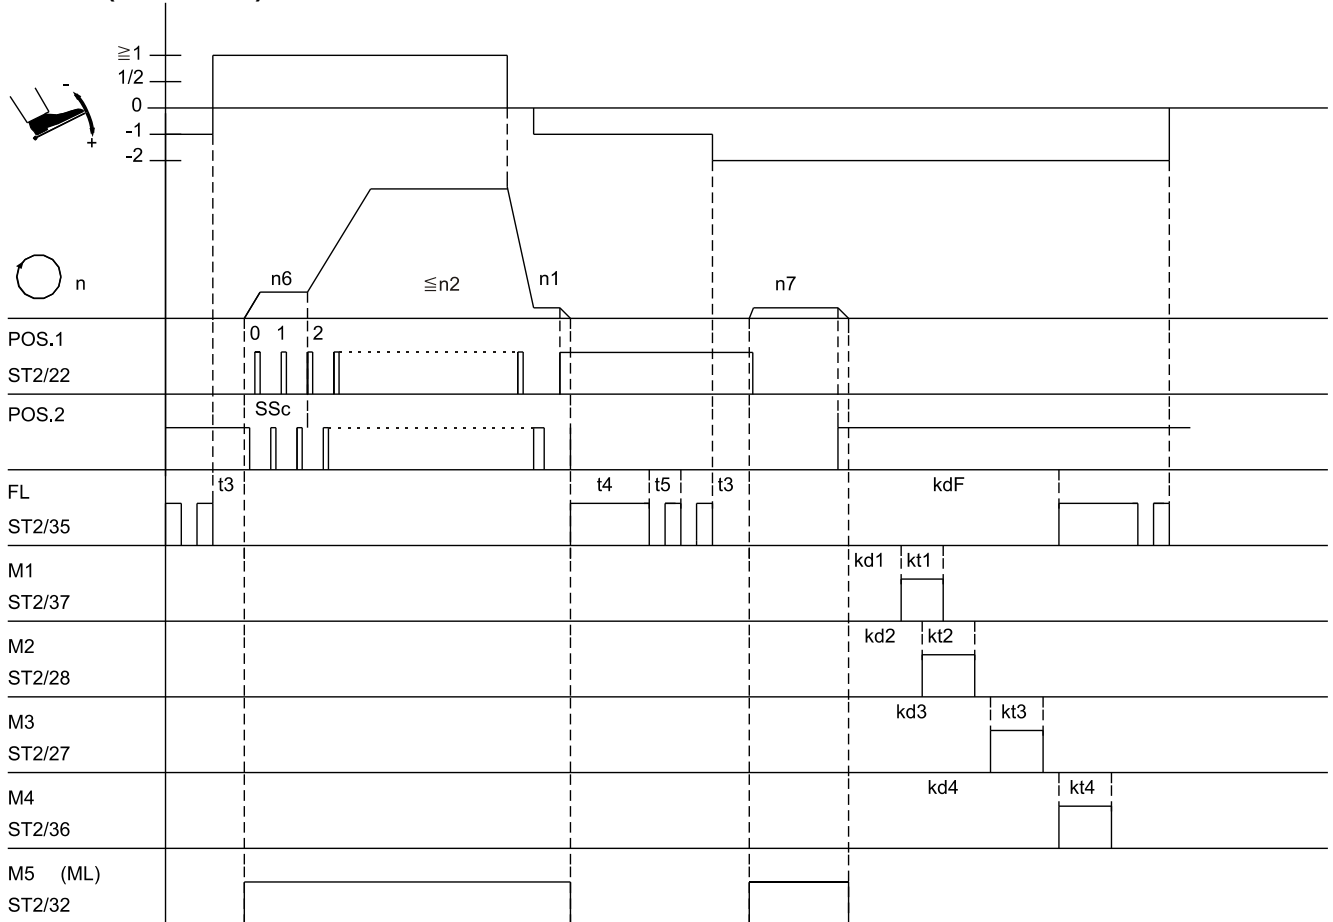 ≧1
1/2
0
-1
-2
-
+
n
n6
≦n2
n1
n7
POS.1
ST2/22
0 1 2
POS.2
SSc
FL
ST2/35
t3 t4 t5 t3 kdF
M1
ST2/37
kd1 kt1
M2
ST2/28
kd2 kt2
M3
ST2/27
kd3 kt3
M4
ST2/36
kd4 kt4
M5 (ML)
ST2/32